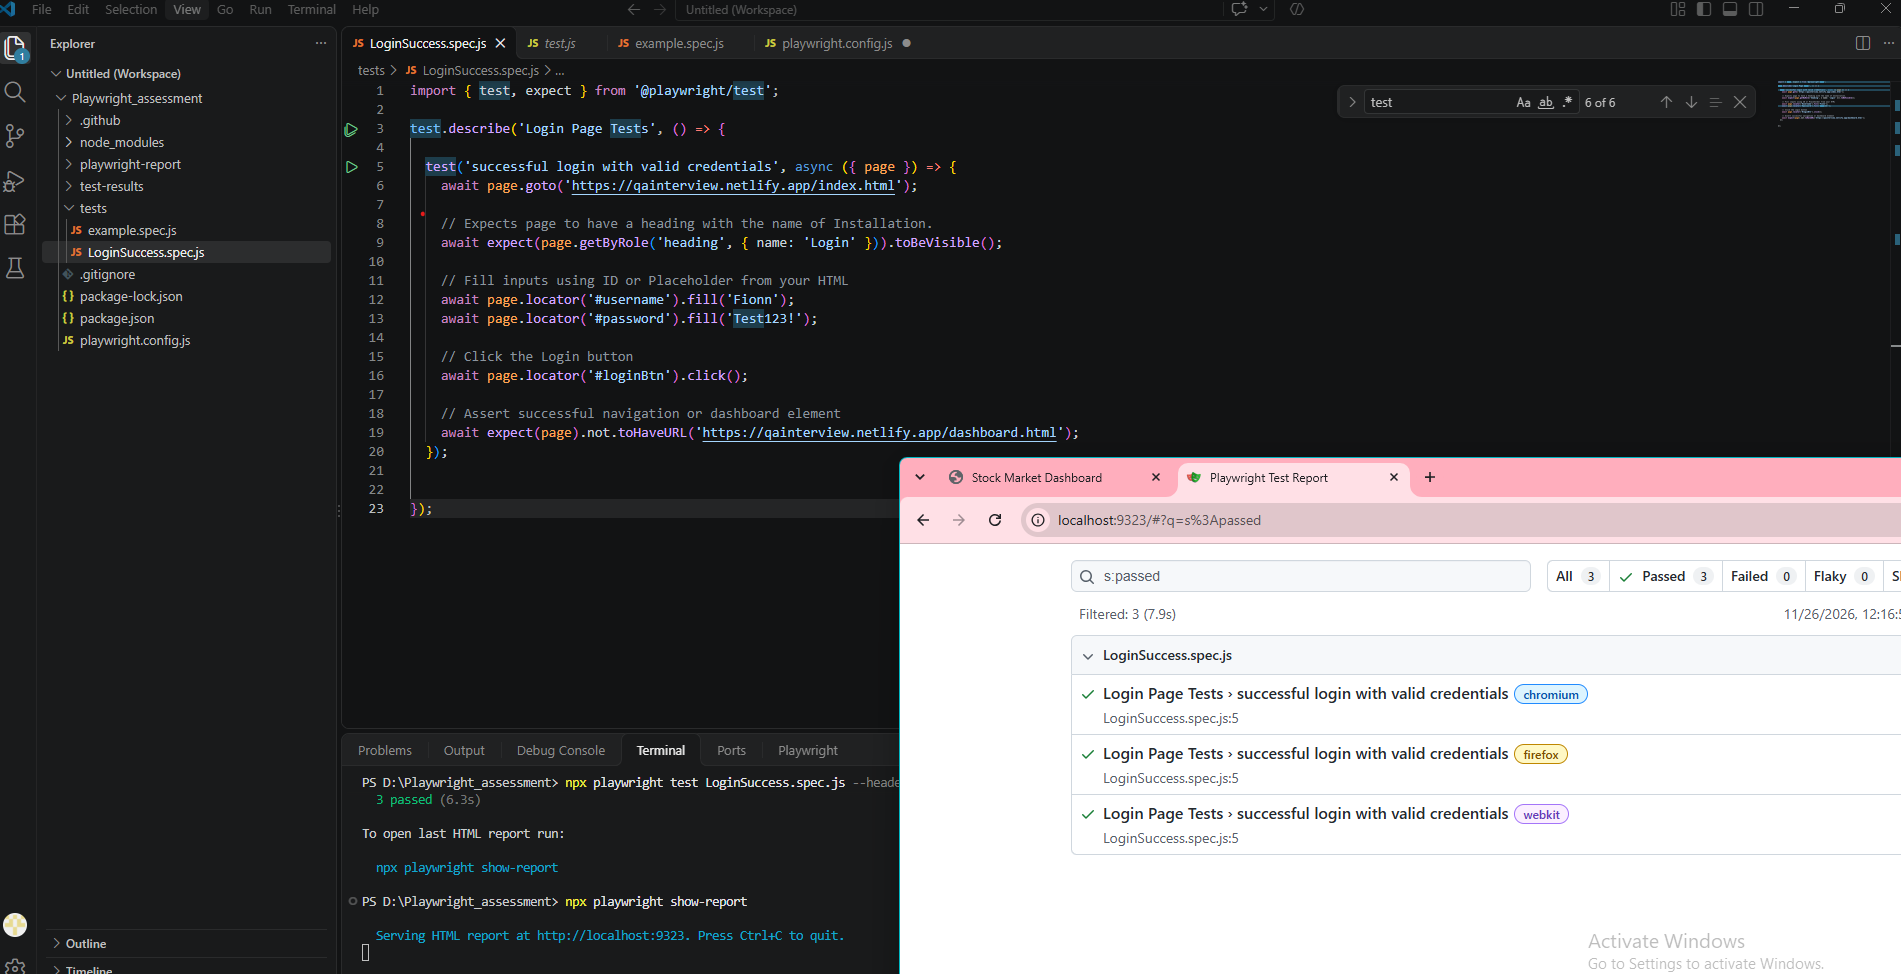 File Edit Selection View Go Run Terminal Help
Untitled (Workspace)
Explorer
1
Untitled (Workspace)
Playwright_assessment
.github
node_modules
playwright-report
test-results
tests
JS example.spec.js
JS LoginSuccess.spec.js
.gitignore
{} package-lock.json
{} package.json
JS playwright.config.js
Outline
Timeline
JS LoginSuccess.spec.js
JS test.js
JS example.spec.js
JS playwright.config.js
tests > JS LoginSuccess.spec.js > ...
test Aa ab .* 6 of 6
1 import { test, expect } from '@playwright/test';
2
3 test.describe('Login Page Tests', () => {
4
5 test('successful login with valid credentials', async ({ page }) => {
6 await page.goto('https://qainterview.netlify.app/index.html');
7
8 // Expects page to have a heading with the name of Installation.
9 await expect(page.getByRole('heading', { name: 'Login' })).toBeVisible();
10
11 // Fill inputs using ID or Placeholder from your HTML
12 await page.locator('#username').fill('Fionn');
13 await page.locator('#password').fill('Test123!');
14
15 // Click the Login button
16 await page.locator('#loginBtn').click();
17
18 // Assert successful navigation or dashboard element
19 await expect(page).not.toHaveURL('https://qainterview.netlify.app/dashboard.html');
20 });
21
22
23 });
Problems Output Debug Console Terminal Ports Playwright
PS D:\Playwright_assessment> npx playwright test LoginSuccess.spec.js --heade
3 passed (6.3s)
To open last HTML report run:
npx playwright show-report
PS D:\Playwright_assessment> npx playwright show-report
Serving HTML report at http://localhost:9323. Press Ctrl+C to quit.
Stock Market Dashboard
Playwright Test Report
localhost:9323/#?q=s%3Apassed
s:passed
All 3 Passed 3 Failed 0 Flaky 0
Filtered: 3 (7.9s)
11/26/2026, 12:16:
LoginSuccess.spec.js
Login Page Tests › successful login with valid credentials chromium
LoginSuccess.spec.js:5
Login Page Tests › successful login with valid credentials firefox
LoginSuccess.spec.js:5
Login Page Tests › successful login with valid credentials webkit
LoginSuccess.spec.js:5
Activate Windows
Go to Settings to activate Windows.